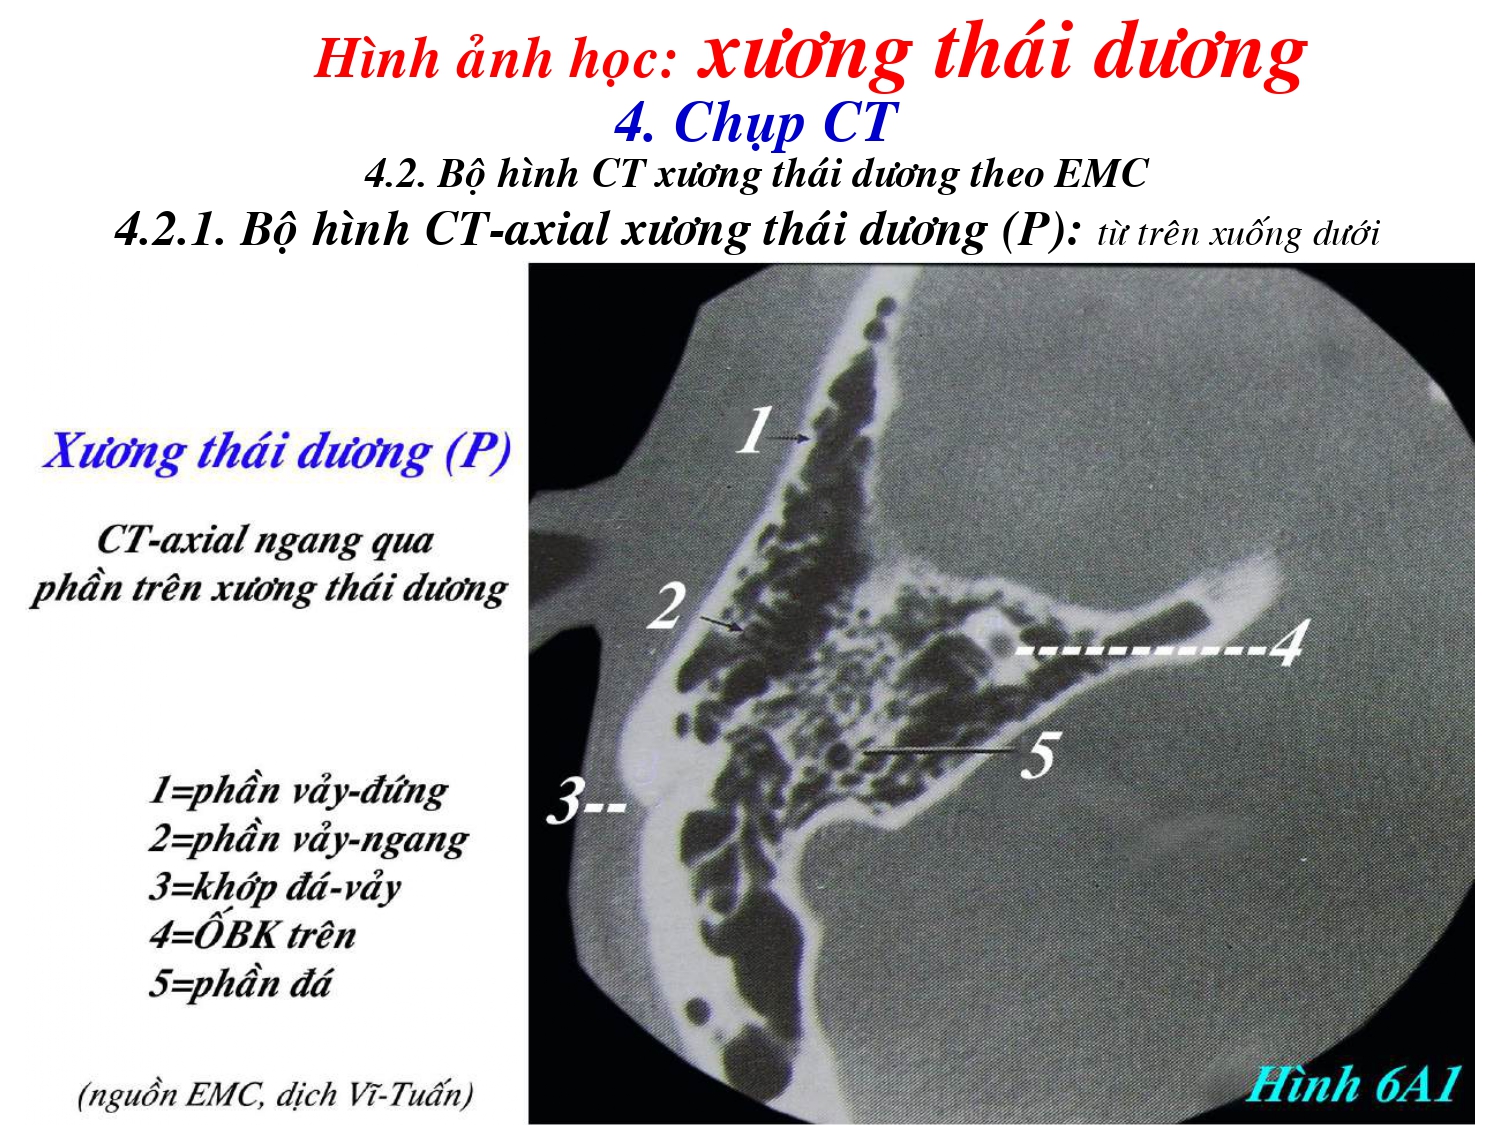 Hình ảnh học: xương thái dương
4. Chụp CT
4.2. Bộ hình CT xương thái dương theo EMC
4.2.1. Bộ hình CT-axial xương thái dương (P): từ trên xuống dưới
Xương thái dương (P)
CT-axial ngang qua
phần trên xương thái dương
1=phần vảy-đứng
2=phần vảy-ngang
3=khớp đá-vảy
4=ỐBK trên
5=phần đá
(nguồn EMC, dịch Vĩ-Tuấn)
1
2
3--
-----------4
5
Hình 6A1